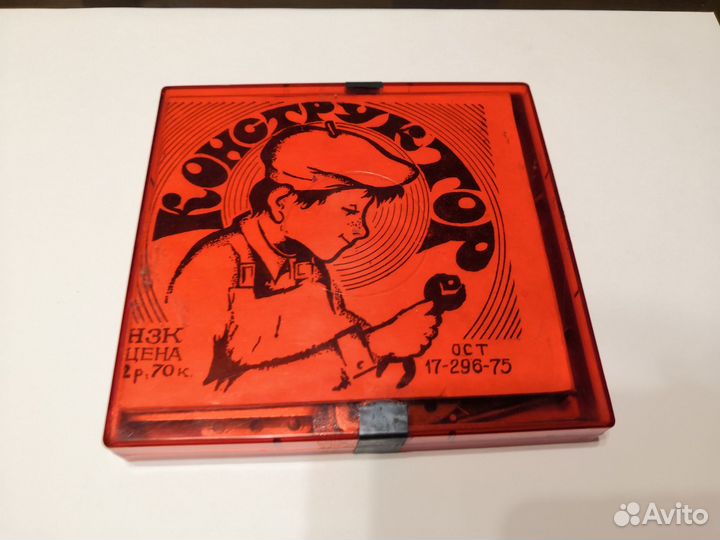 КОНСТРУКТОР
НЗК
ЦЕНА
2р.70к.
ОСТ
17-296-75
Avito